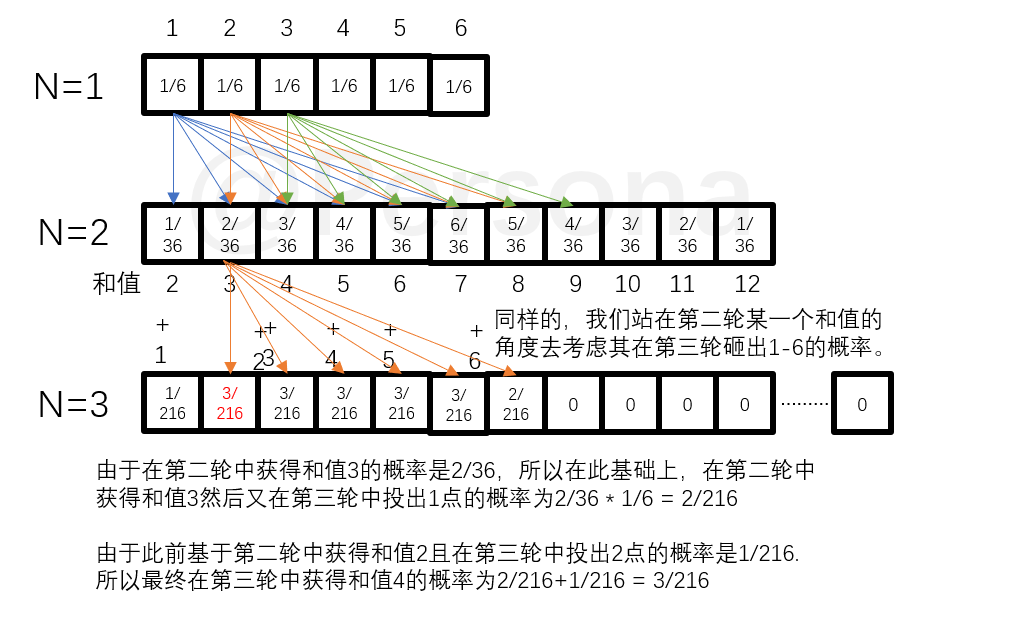 1 2 3 4 5 6
N=1 1/6 1/6 1/6 1/6 1/6 1/6
@Persona
N=2 1/36 2/36 3/36 4/36 5/36 6/36 5/36 4/36 3/36 2/36 1/36
和值 2 3 4 5 6 7 8 9 10 11 12
+1 +2 +3 +4 +5 +6
同样的，我们站在第二轮某一个和值的
角度去考虑其在第三轮砸出1-6的概率。
N=3 1/216 3/216 3/216 3/216 3/216 3/216 2/216 0 0 0 0 ········· 0
由于在第二轮中获得和值3的概率是2/36，所以在此基础上，在第二轮中
获得和值3然后又在第三轮中投出1点的概率为2/36 * 1/6 = 2/216
由于此前基于第二轮中获得和值2且在第三轮中投出2点的概率是1/216.
所以最终在第三轮中获得和值4的概率为2/216+1/216 = 3/216